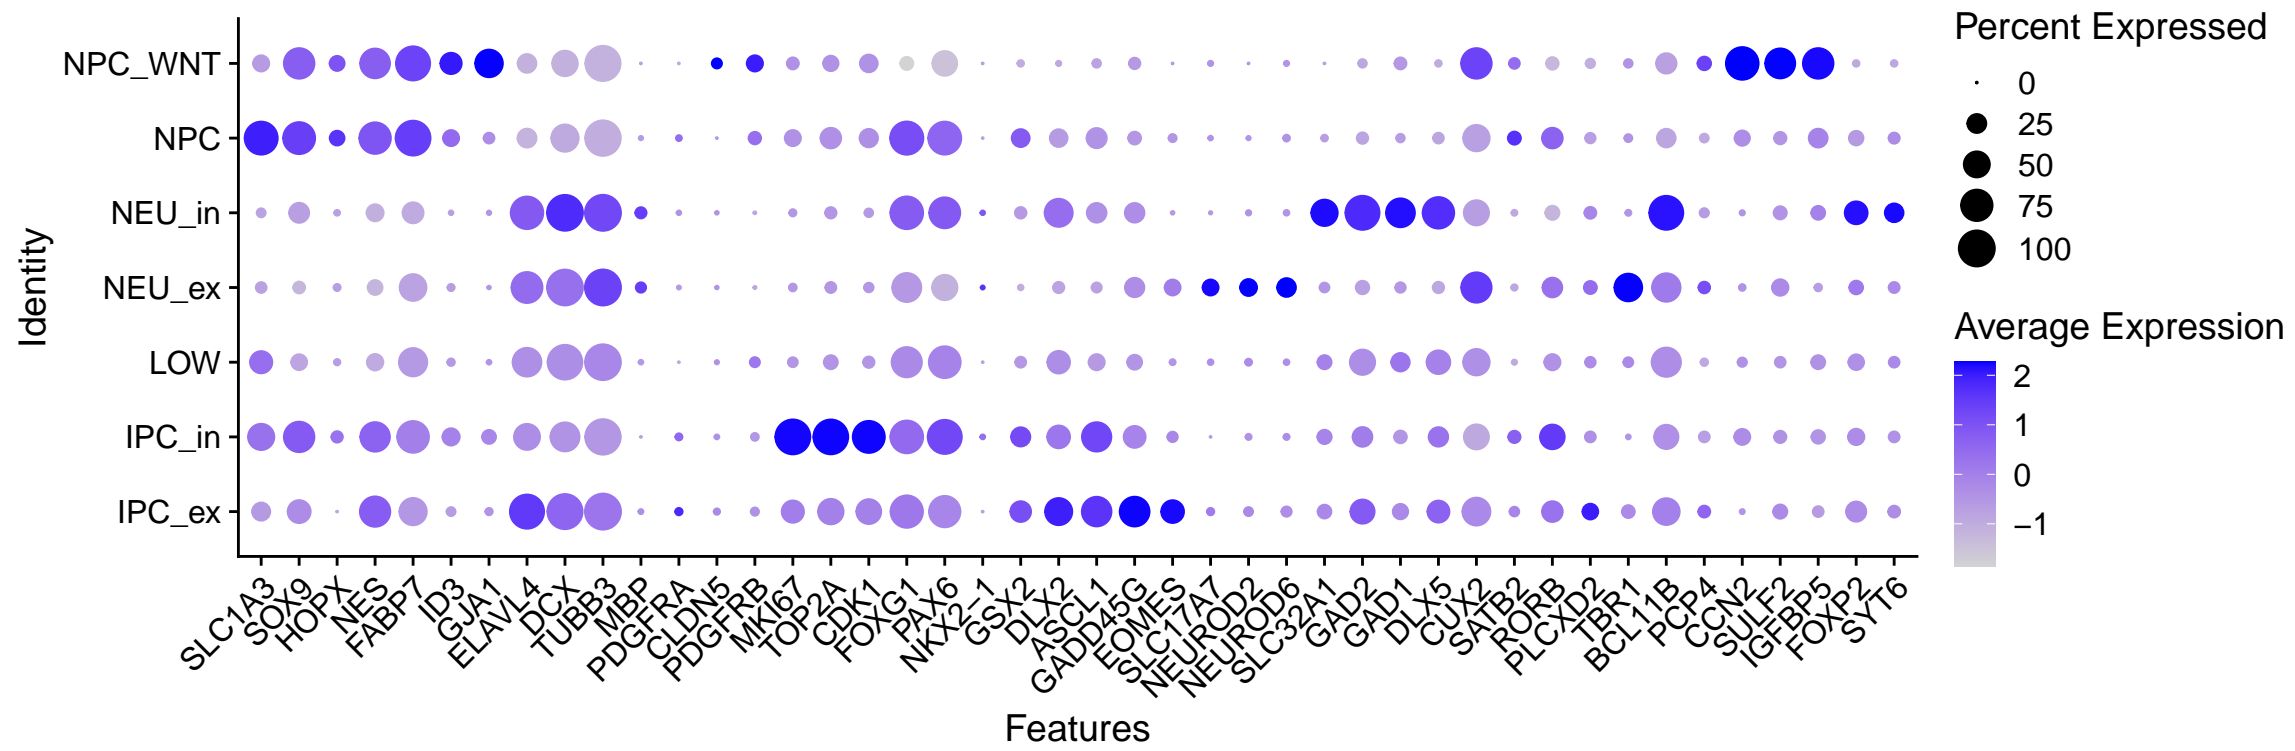 Identity
NPC_WNT
NPC
NEU_in
NEU_ex
LOW
IPC_in
IPC_ex
SLC1A3
SOX9
HOPX
NES
FABP7
ID3
GJA1
ELAVL4
DCX
TUBB3
MBP
PDGFRA
CLDN5
PDGFRB
MKI67
TOP2A
CDK1
FOXG1
PAX6
NKX2−1
GSX2
DLX2
ASCL1
GADD45G
EOMES
SLC17A7
NEUROD2
NEUROD6
SLC32A1
GAD2
GAD1
DLX5
CUX2
SATB2
RORB
PLCXD2
TBR1
BCL11B
PCP4
CCN2
SULF2
IGFBP5
FOXP2
SYT6
Features
Percent Expressed
0
25
50
75
100
Average Expression
2
1
0
−1